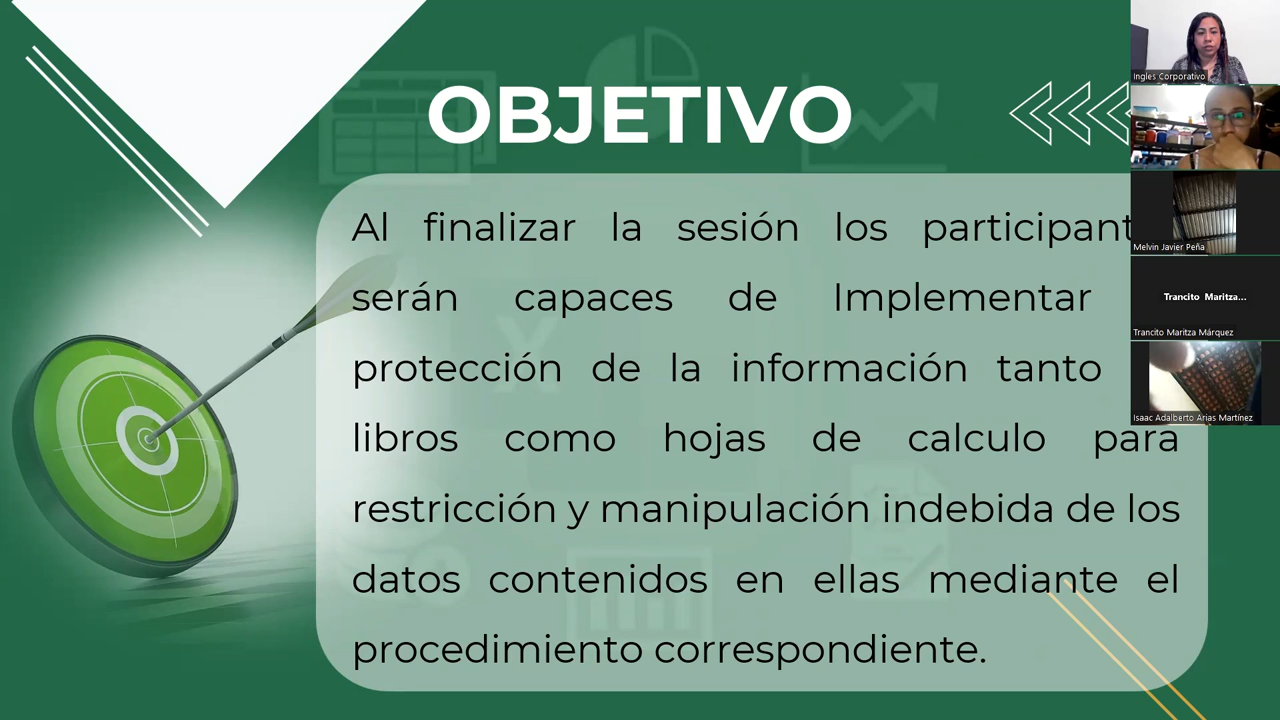 OBJETIVO
Al finalizar la sesión los participant
serán capaces de Implementar
protección de la información tanto
libros como hojas de calculo para
restricción y manipulación indebida de los
datos contenidos en ellas mediante el
procedimiento correspondiente.
Ingles Corporativo
Melvin Javier Peña
Trancito Maritza...
Trancito Maritza Márquez
Isaac Adalberto Arias Martínez